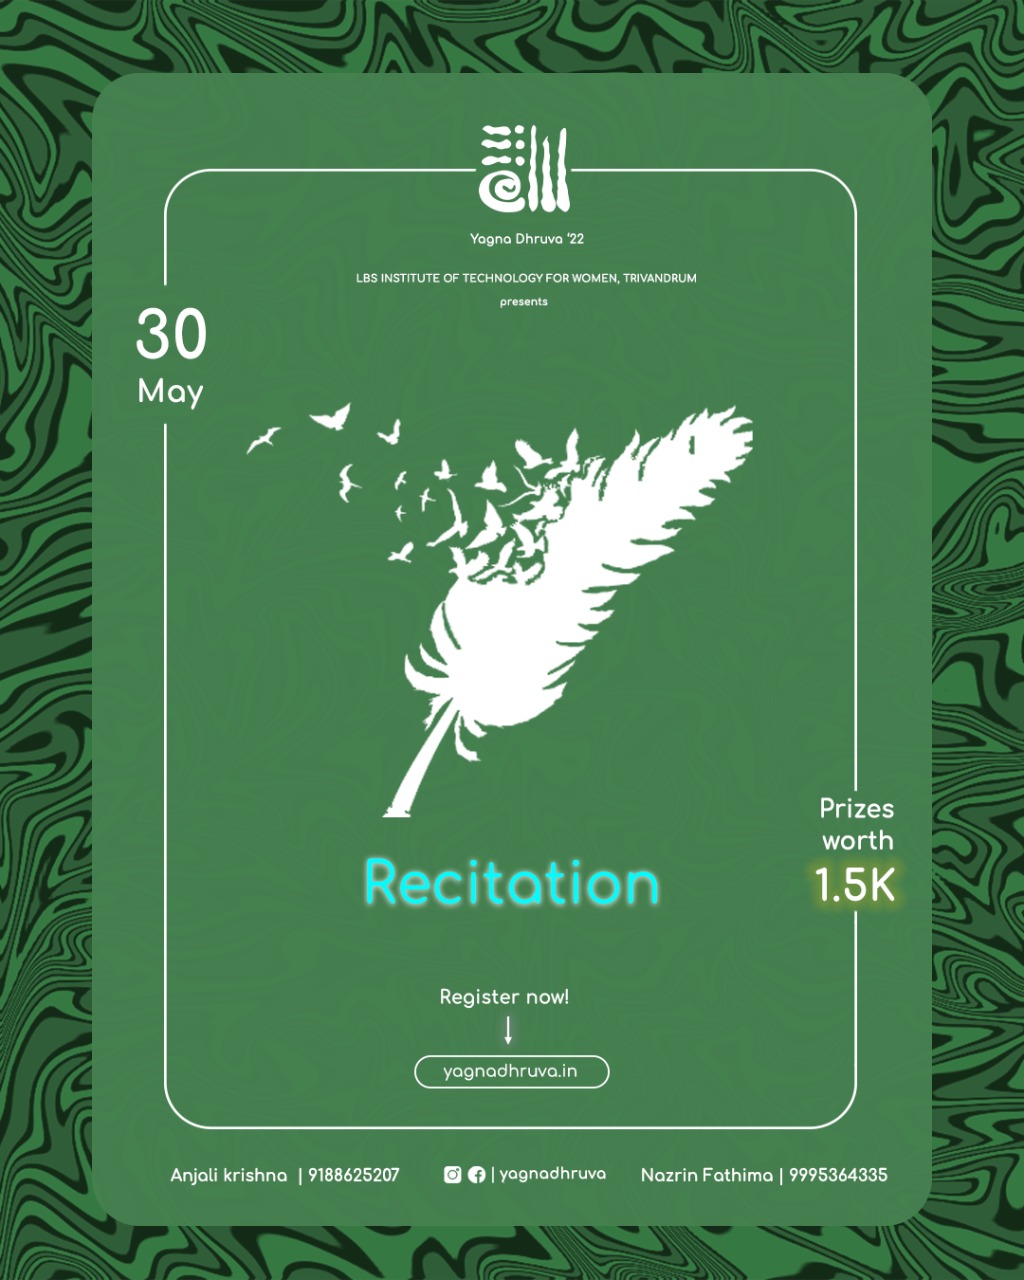 Yagna Dhruva ‘22
LBS INSTITUTE OF TECHNOLOGY FOR WOMEN, TRIVANDRUM
presents
30
May
Prizes
worth
1.5K
Recitation
Register now!
yagnadhruva.in
Anjali krishna | 9188625207
| yagnadhruva
Nazrin Fathima | 9995364335